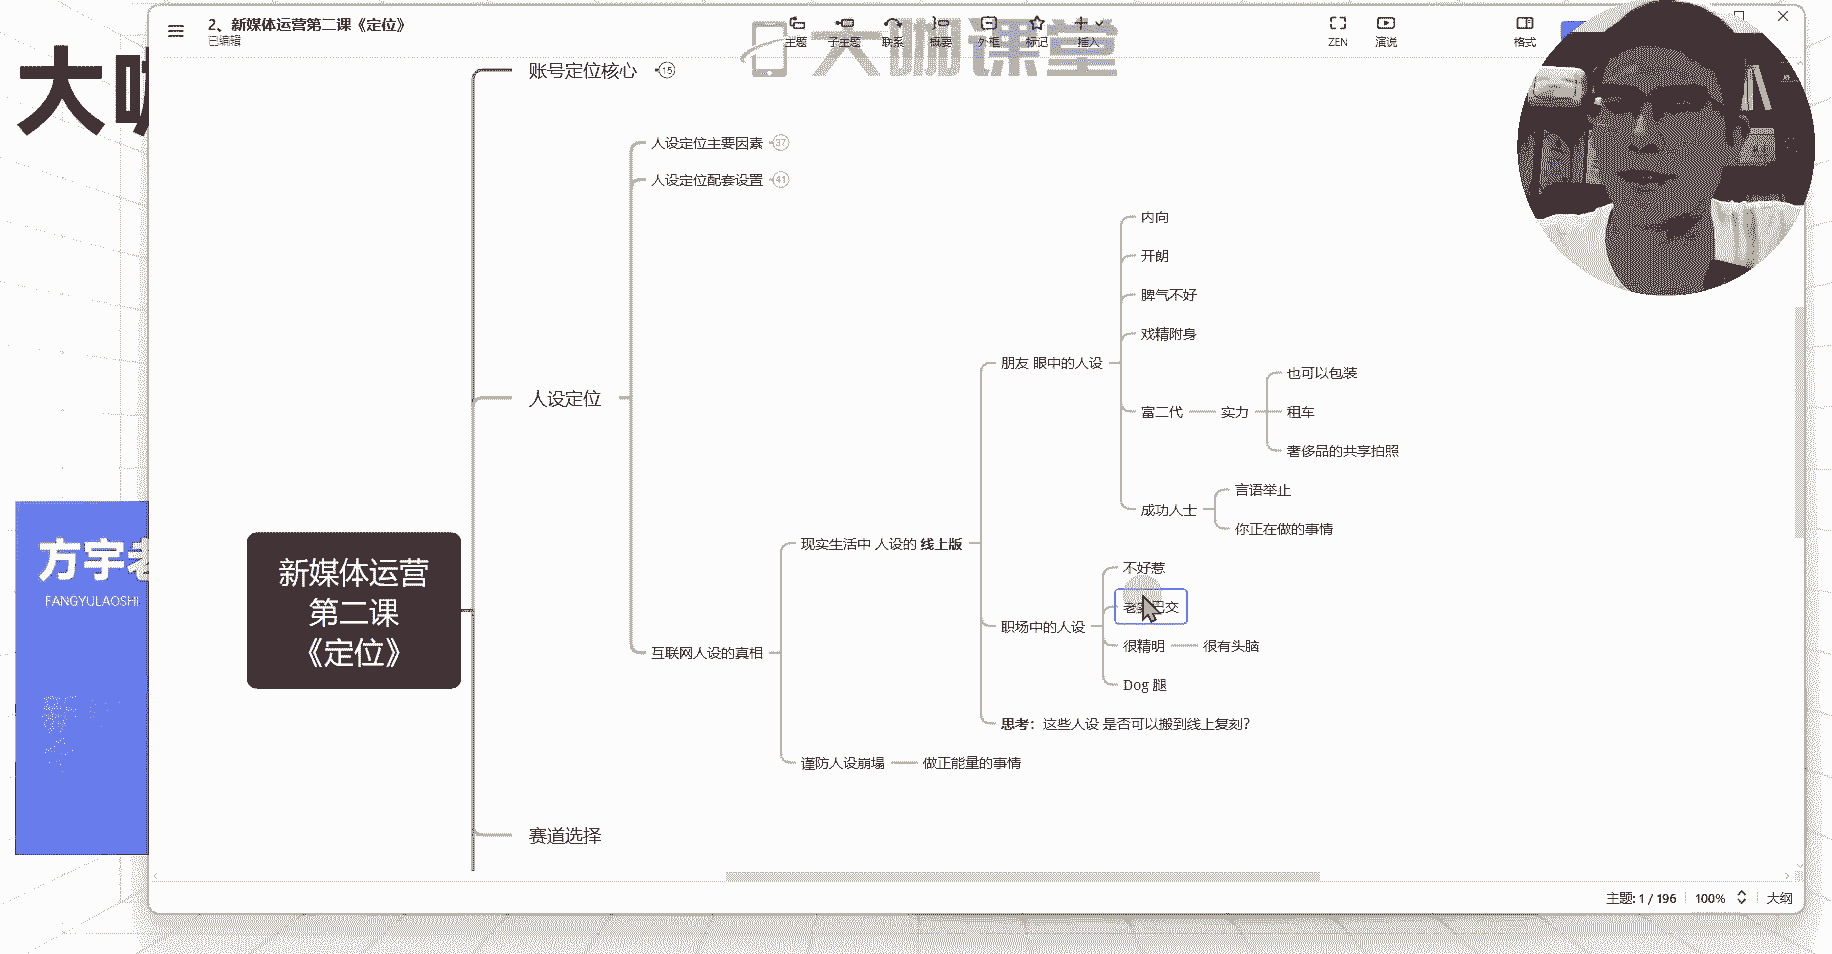 2、新媒体运营第二课《定位》
已编辑
主题
子主题
联系
概要
外框
标记
插入
ZEN
演说
格式
大咖课堂
大咖
账号定位核心
15
人设定位主要因素
37
人设定位配套设置
41
内向
开朗
脾气不好
戏精附身
朋友 眼中的人设
也可以包装
人设定位
富二代
实力
租车
奢侈品的共享拍照
言语举止
成功人士
你正在做的事情
现实生活中 人设的 线上版
不好惹
新媒体运营
第二课
《定位》
方宇老
FANGYULAOSHI
职场中的人设
互联网人设的真相
很精明
很有头脑
Dog 腿
思考：这些人设 是否可以搬到线上复刻？
谨防人设崩塌
做正能量的事情
赛道选择
主题: 1 / 196
100%
大纲